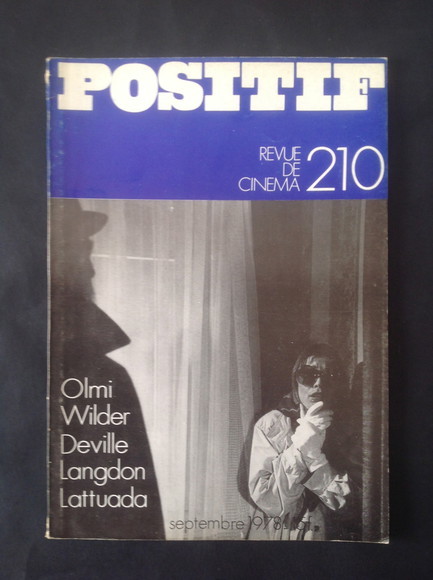 POSITIF
REVUE
DE
CINEMA 210
Olmi
Wilder
Deville
Langdon
Lattuada
septembre 1978